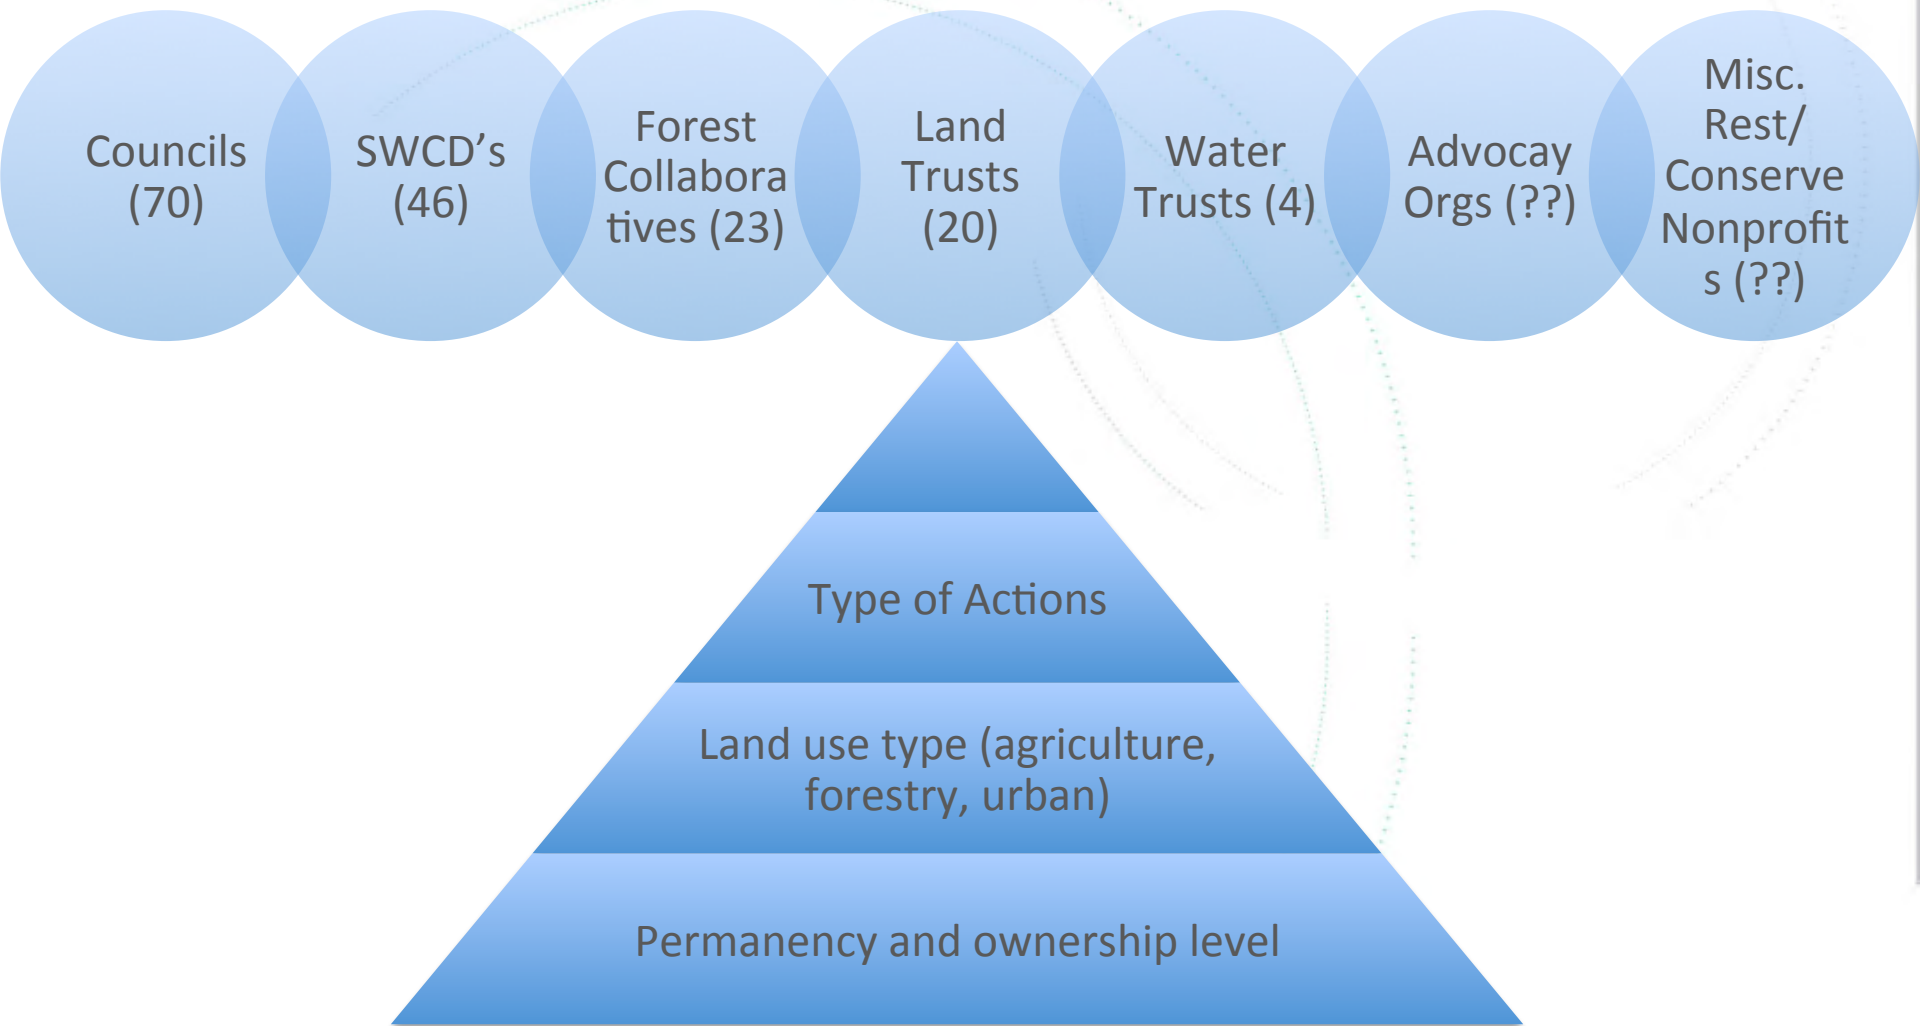 Councils
(70)
SWCD's
(46)
Forest
Collabora
tives (23)
Land
Trusts
(20)
Water
Trusts (4)
Advocay
Orgs (??)
Misc.
Rest/
Conserve
Nonprofit
s (??)
Type of Actions
Land use type (agriculture,
forestry, urban)
Permanency and ownership level